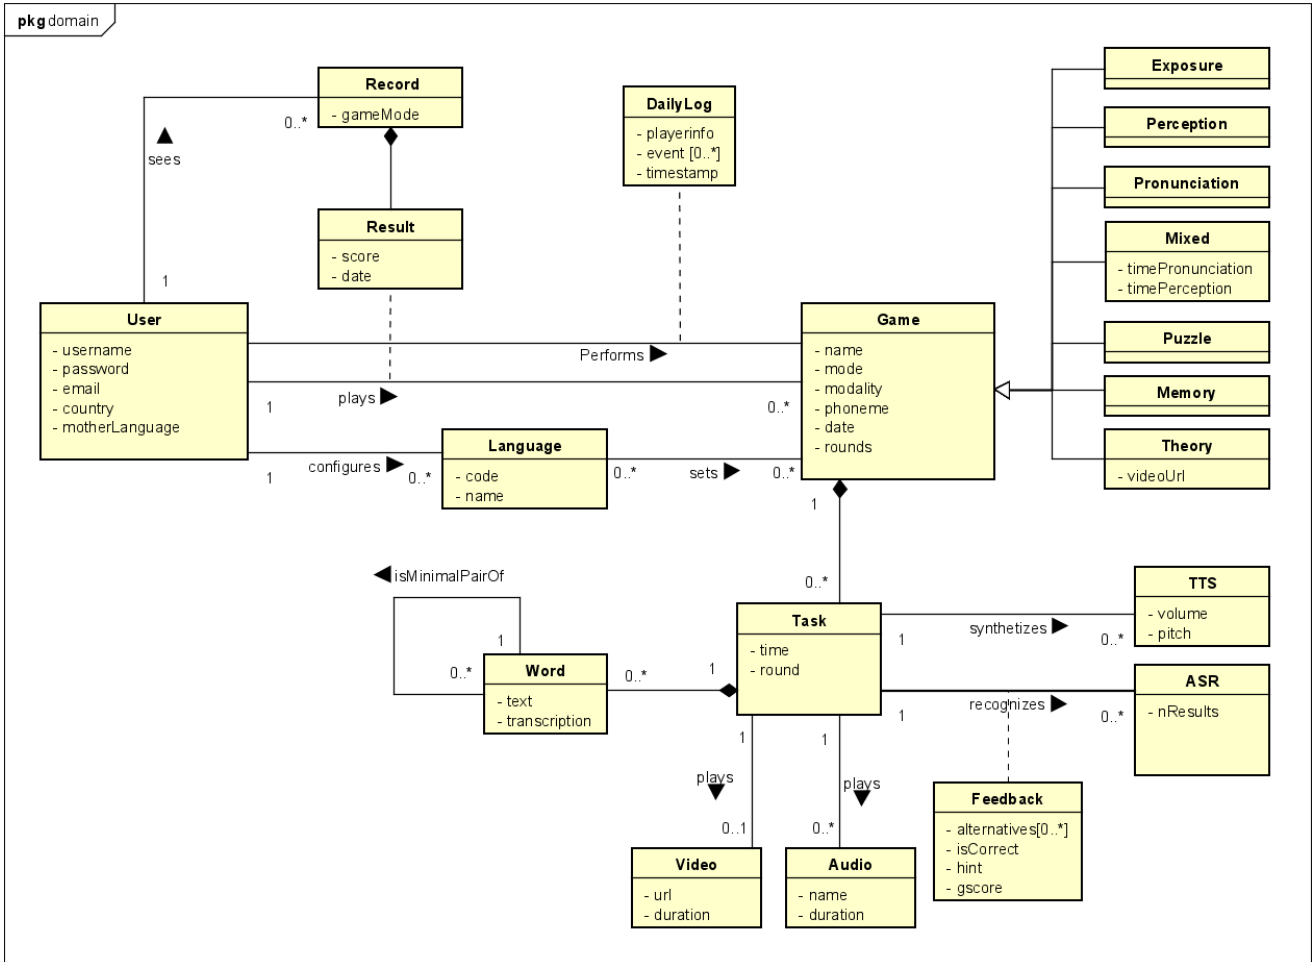 pkg domain
Record
- gameMode
0..*
sees
1
Result
- score
- date
DailyLog
- playerinfo
- event [0..*]
- timestamp
Exposure
Perception
Pronunciation
Mixed
- timePronunciation
- timePerception
Puzzle
Memory
Theory
- videoUrl
User
- username
- password
- email
- country
- motherLanguage
Performs
plays
1
0..*
Game
- name
- mode
- modality
- phoneme
- date
- rounds
configures
1
0..*
Language
- code
- name
0..*
sets
0..*
1
0..*
isMinimalPairOf
1
0..*
Word
- text
- transcription
0..*
1
Task
- time
- round
synthetizes
1
0..*
TTS
- volume
- pitch
recognizes
1
0..*
ASR
- nResults
1
plays
0..1
1
plays
0..*
Video
- url
- duration
Audio
- name
- duration
Feedback
- alternatives[0..*]
- isCorrect
- hint
- gscore